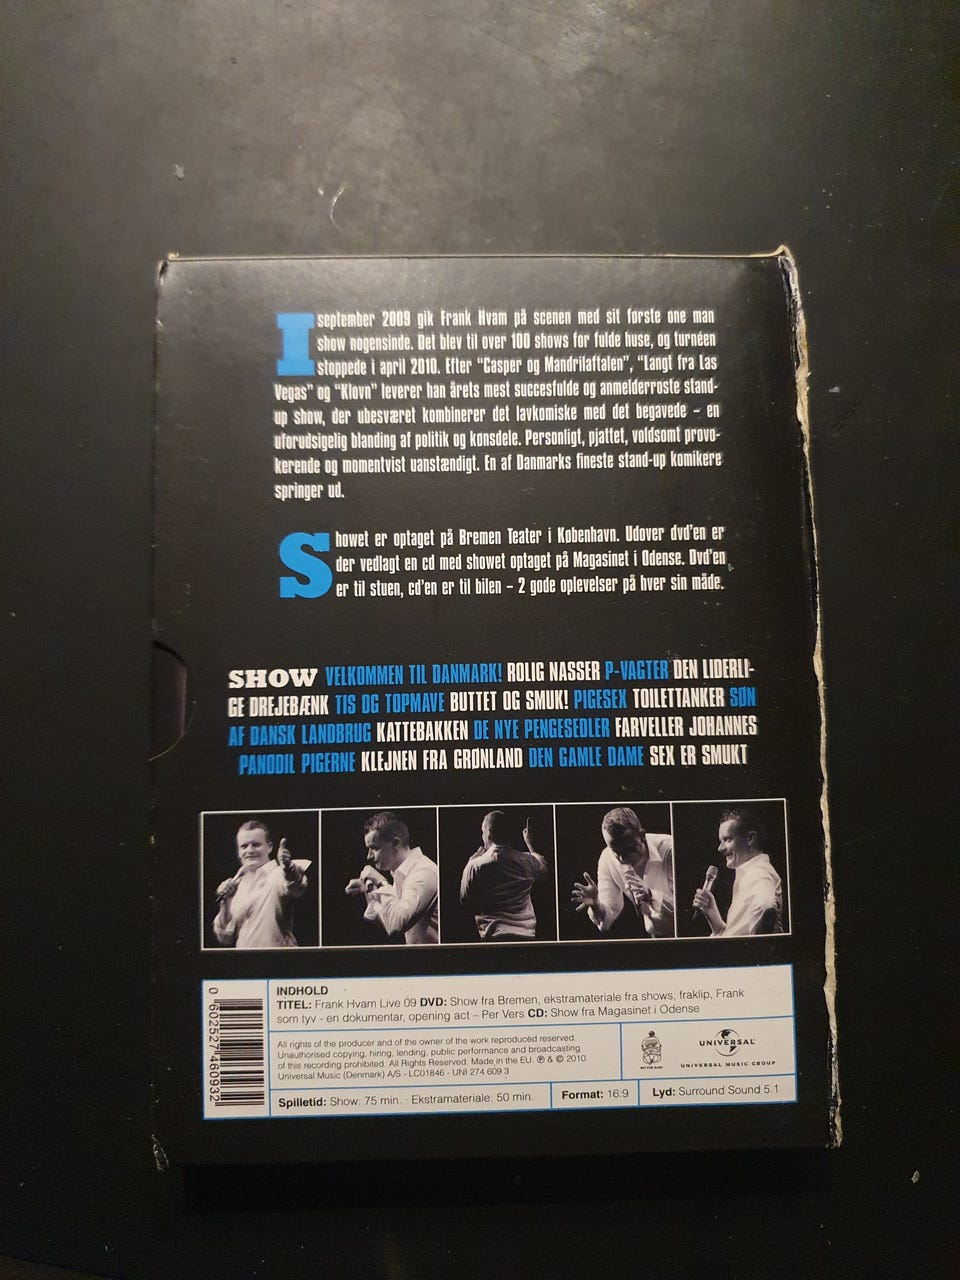 I september 2009 gik Frank Hvam på scenen med sit første one man
show nogensinde. Det blev til over 100 shows for fulde huse, og turnéen
stoppede i april 2010. Efter "Casper og Mandrilaftalen", "Langt fra Las
Vegas" og "Klovn" leverer han årets mest succesfulde og anmelderroste stand-
up show, der ubesværet kombinerer det lavkomiske med det begavede – en
uforudsigelig blanding af politik og kønsdele. Personligt, pjattet, voldsomt provo-
kerende og momentvist uanstændigt. En af Danmarks fineste stand-up komikere
springer ud.
Showet er optaget på Bremen Teater i København. Udover dvd'en er
der vedlagt en cd med showet optaget på Magasinet i Odense. Dvd'en
er til stuen, cd'en er til bilen – 2 gode oplevelser på hver sin måde.
SHOW VELKOMMEN TIL DANMARK! ROLIG NASSER P-VAGTER DEN LIDERLI-
GE DREJEBÆNK TIS OG TOPMAVE BUTTET OG SMUK! PIGESEX TOILETTANKER SØN
AF DANSK LANDBRUG KATTEBAKKEN DE NYE PENGESEDLER FARVELLER JOHANNES
PANODIL PIGERNE KLEJNEN FRA GRØNLAND DEN GAMLE DAME SEX ER SMUKT
0 602527 460932
INDHOLD
TITEL: Frank Hvam Live 09 DVD: Show fra Bremen, ekstramateriale fra shows, fraklip, Frank
som tyv - en dokumentar, opening act – Per Vers CD: Show fra Magasinet i Odense
All rights of the producer and of the owner of the work reproduced reserved.
Unauthorised copying, hiring, lending, public performance and broadcasting
of this recording prohibited. All Rights Reserved. Made in the EU. ℗ & © 2010
Universal Music (Denmark) A/S - LC01846 - UNI 274 609 3
UNIVERSAL
UNIVERSAL MUSIC GROUP
Spilletid: Show: 75 min. · Ekstramateriale: 50 min.
Format: 16:9
Lyd: Surround Sound 5.1